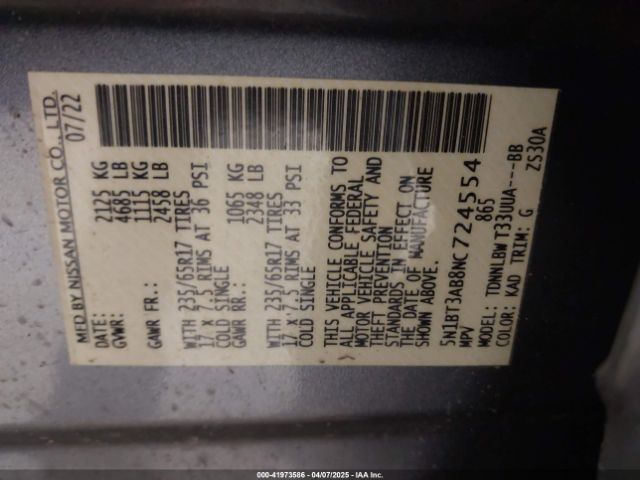 MFD BY NISSAN MOTOR CO., LTD.
DATE: 07/22
GVWR: 2125 KG
4685 LB
GAWR FR.: 1115 KG
2458 LB
WITH 235/65R17 TIRES
17 X 7.5 RIMS AT 36 PSI
COLD SINGLE
GAWR RR.: 1065 KG
2348 LB
WITH 235/65R17 TIRES
17 X 7.5 RIMS AT 33 PSI
COLD SINGLE
THIS VEHICLE CONFORMS TO
ALL APPLICABLE FEDERAL
MOTOR VEHICLE SAFETY AND
THEFT PREVENTION
STANDARDS IN EFFECT ON
THE DATE OF MANUFACTURE
SHOWN ABOVE.
5N1BT3AB8NC724554
MPV 865
MODEL: TDNNLBW T33UUA----BB
COLOR: KAD TRIM: G ZS30A
000-41973586 - 04/07/2025 - IAA Inc.